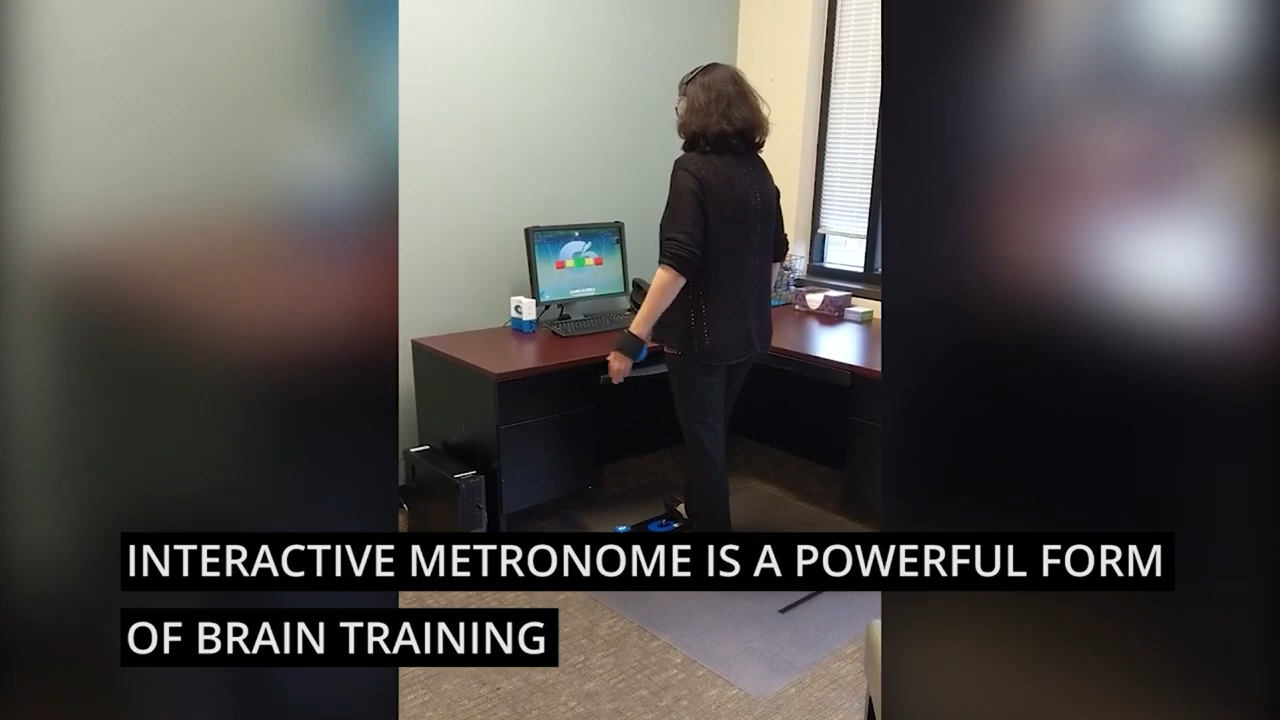 INTERACTIVE METRONOME IS A POWERFUL FORM
OF BRAIN TRAINING